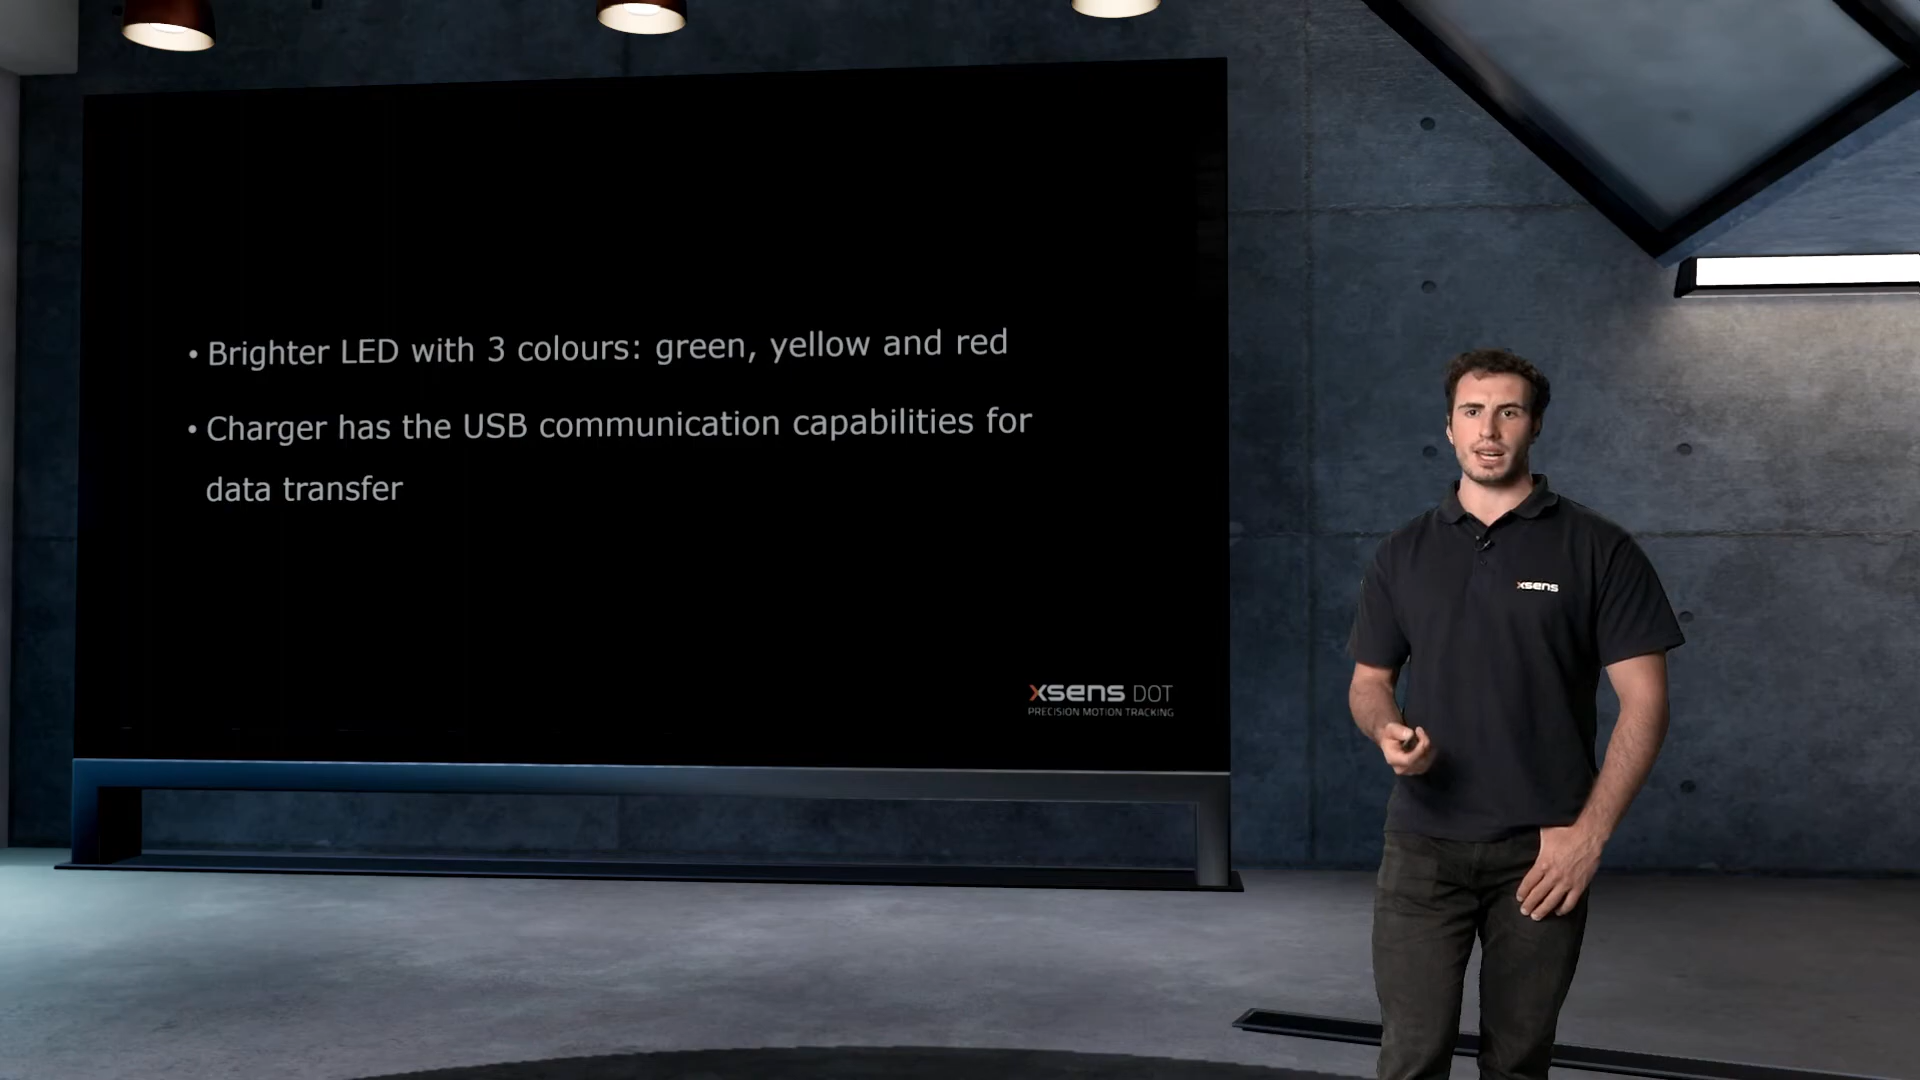 • Brighter LED with 3 colours: green, yellow and red
• Charger has the USB communication capabilities for
data transfer
xsens DOT
PRECISION MOTION TRACKING
xsens